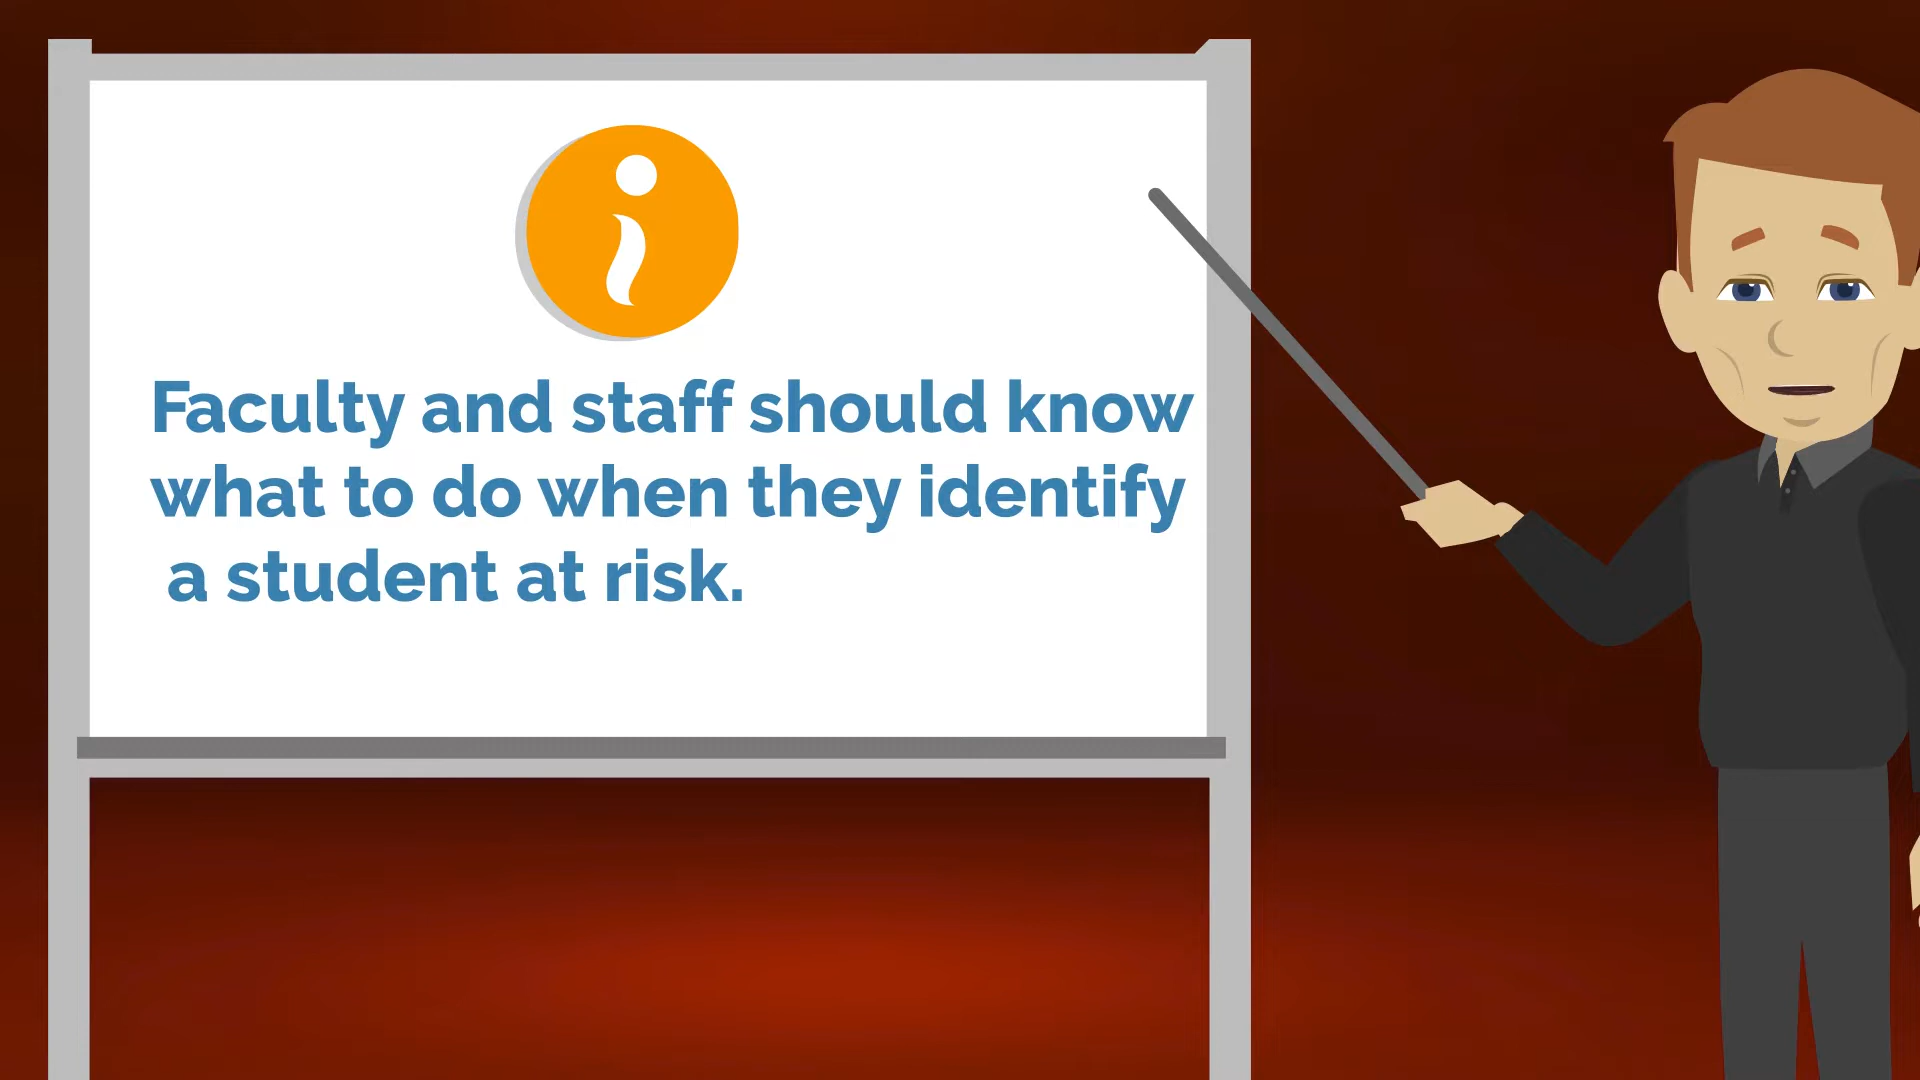 Faculty and staff should know
what to do when they identify
a student at risk.